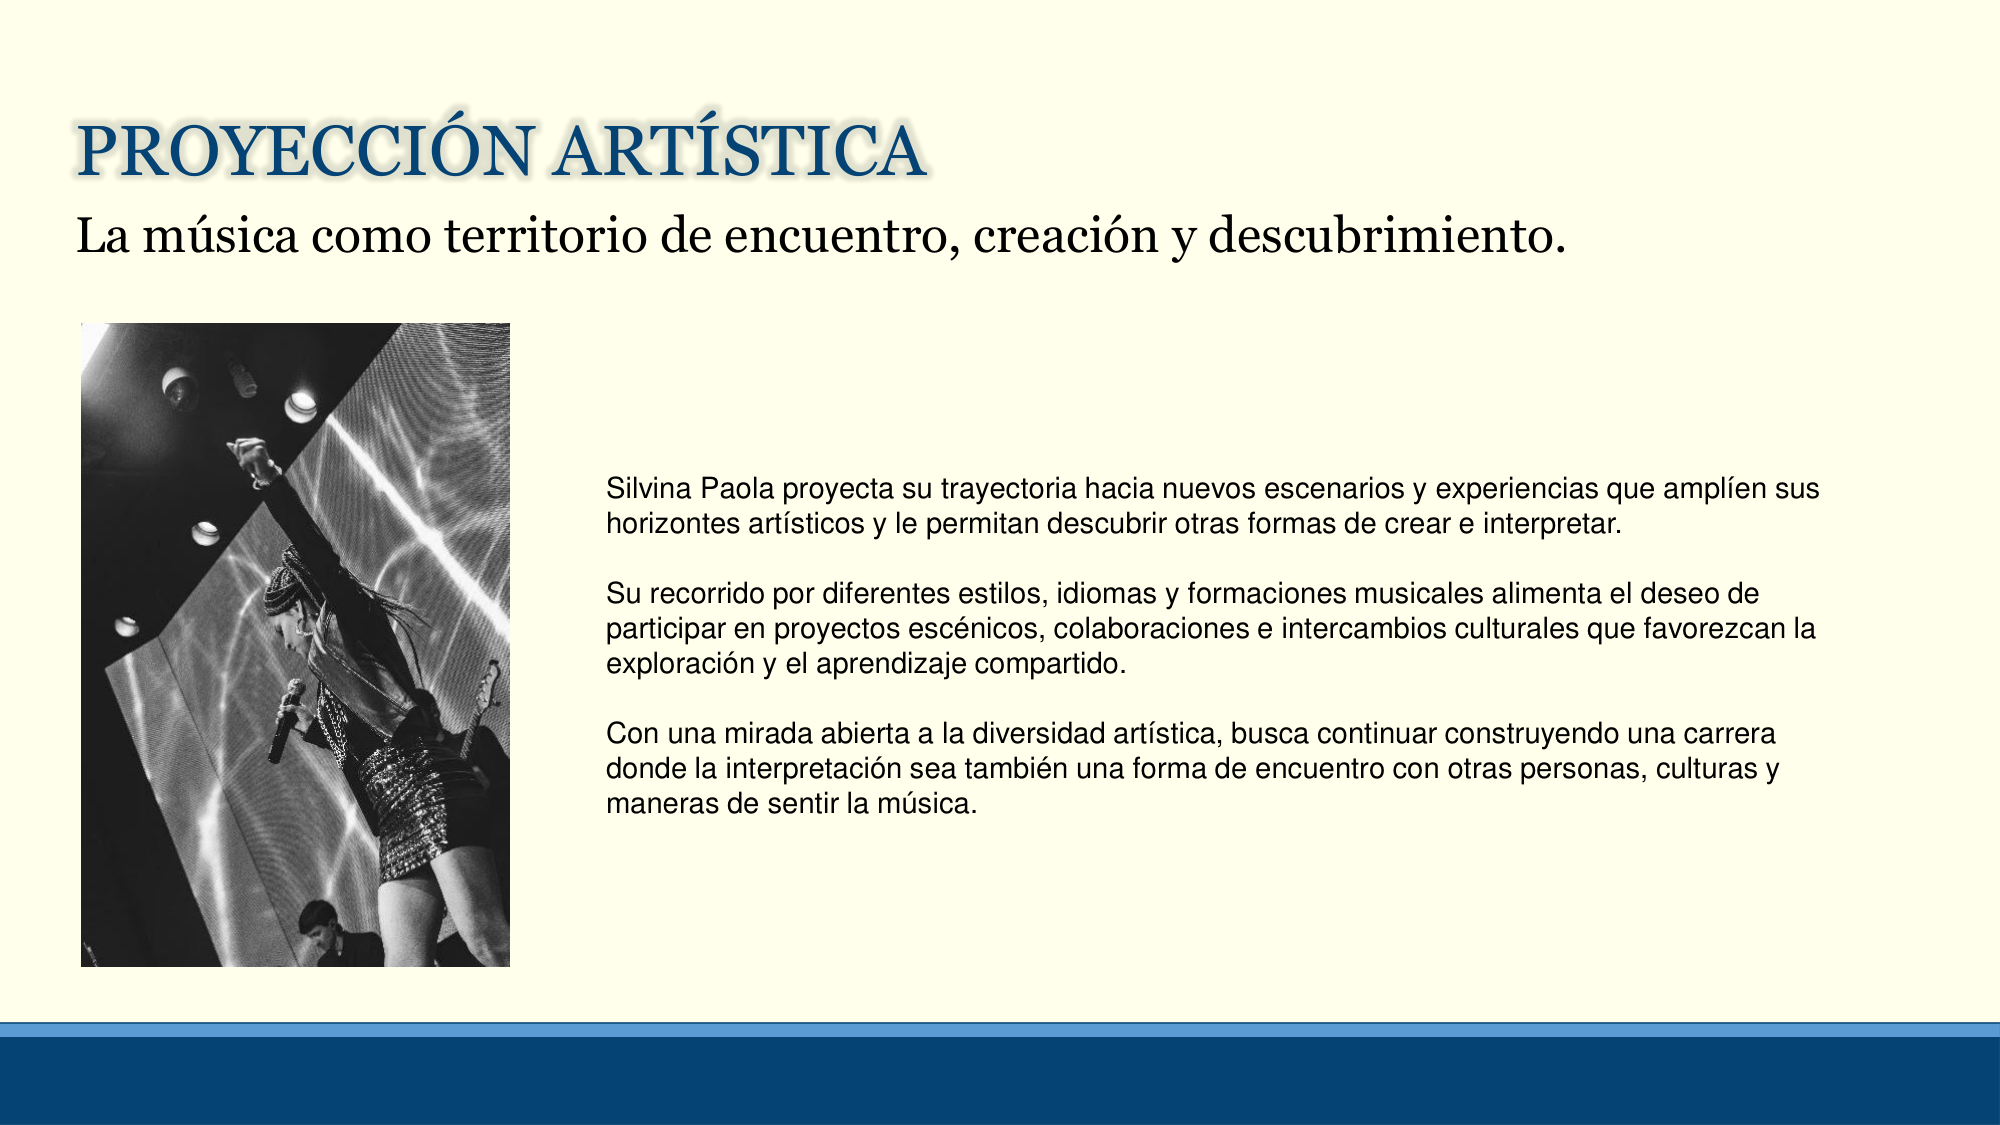 PROYECCIÓN ARTÍSTICA
La música como territorio de encuentro, creación y descubrimiento.
Silvina Paola proyecta su trayectoria hacia nuevos escenarios y experiencias que amplíen sus
horizontes artísticos y le permitan descubrir otras formas de crear e interpretar.
Su recorrido por diferentes estilos, idiomas y formaciones musicales alimenta el deseo de
participar en proyectos escénicos, colaboraciones e intercambios culturales que favorezcan la
exploración y el aprendizaje compartido.
Con una mirada abierta a la diversidad artística, busca continuar construyendo una carrera
donde la interpretación sea también una forma de encuentro con otras personas, culturas y
maneras de sentir la música.